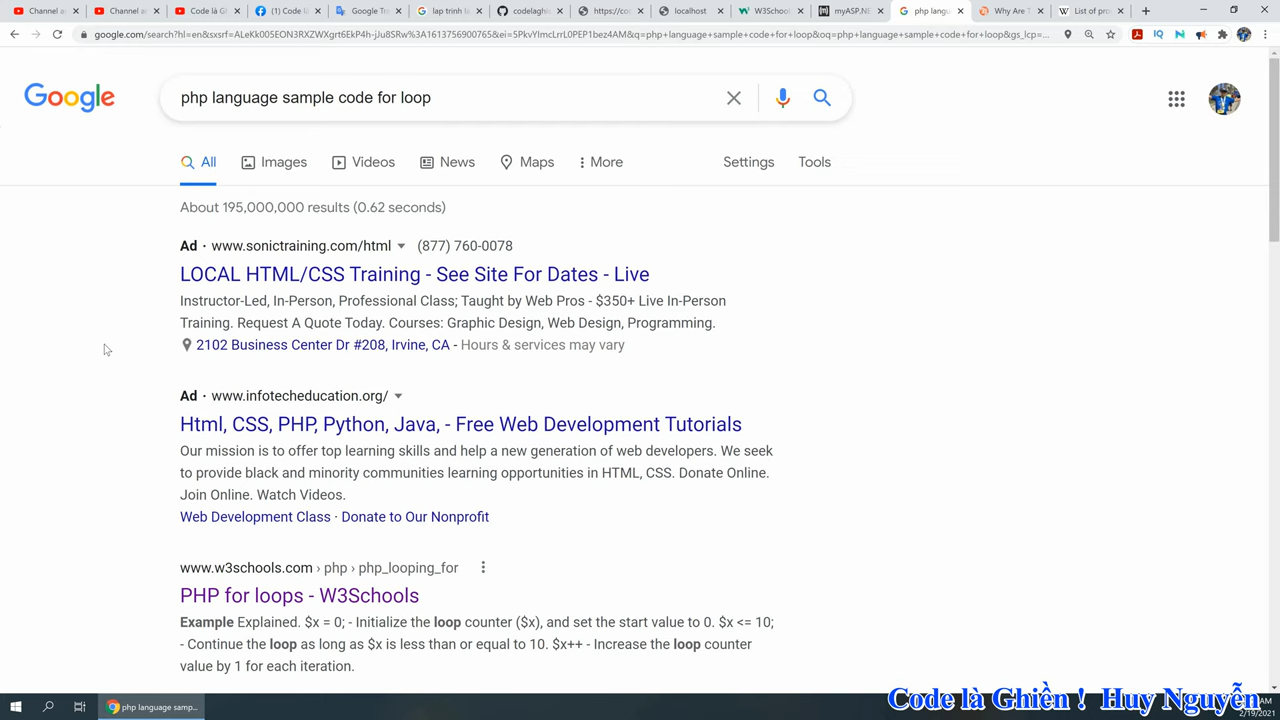 Channel a
Channel a
Code là G
(1) Code l
Google Tra
lap trinh l
codelaghie
https://co
localhost
W3School
myASP.NE
php langu
Why Are T
List of pro
google.com/search?hl=en&sxsrf=ALeKk005EON3RXZWXgrt6EkP4h-jJu8SRw%3A1613756900765&ei=5PkvYImcLrrL0PEP1bez4AM&q=php+language+sample+code+for+loop&oq=php+language+sample+code+for+loop&gs_lcp=...
Google
php language sample code for loop
All Images Videos News Maps More Settings Tools
About 195,000,000 results (0.62 seconds)
Ad · www.sonictraining.com/html (877) 760-0078
LOCAL HTML/CSS Training - See Site For Dates - Live
Instructor-Led, In-Person, Professional Class; Taught by Web Pros - $350+ Live In-Person
Training. Request A Quote Today. Courses: Graphic Design, Web Design, Programming.
2102 Business Center Dr #208, Irvine, CA - Hours & services may vary
Ad · www.infotecheducation.org/
Html, CSS, PHP, Python, Java, - Free Web Development Tutorials
Our mission is to offer top learning skills and help a new generation of web developers. We seek
to provide black and minority communities learning opportunities in HTML, CSS. Donate Online.
Join Online. Watch Videos.
Web Development Class · Donate to Our Nonprofit
www.w3schools.com › php › php_looping_for
PHP for loops - W3Schools
Example Explained. $x = 0; - Initialize the loop counter ($x), and set the start value to 0. $x <= 10;
- Continue the loop as long as $x is less than or equal to 10. $x++ - Increase the loop counter
value by 1 for each iteration.
php language samp...
Code là Ghiền ! Huy Nguyễn
AM
2/19/2021